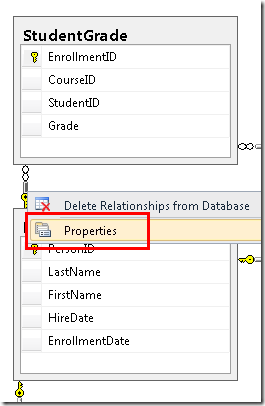 StudentGrade
EnrollmentID
CourseID
StudentID
Grade
Delete Relationships from Database
Properties
PersonID
LastName
FirstName
HireDate
EnrollmentDate